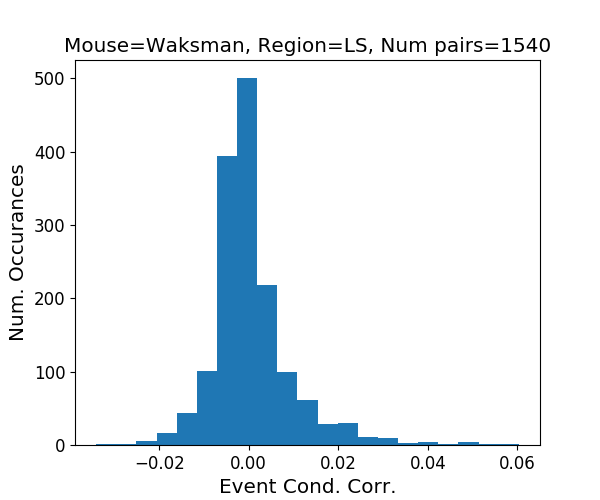 Mouse=Waksman, Region=LS, Num pairs=1540
500
400
300
200
100
0
Num. Occurances
−0.02 0.00 0.02 0.04 0.06
Event Cond. Corr.